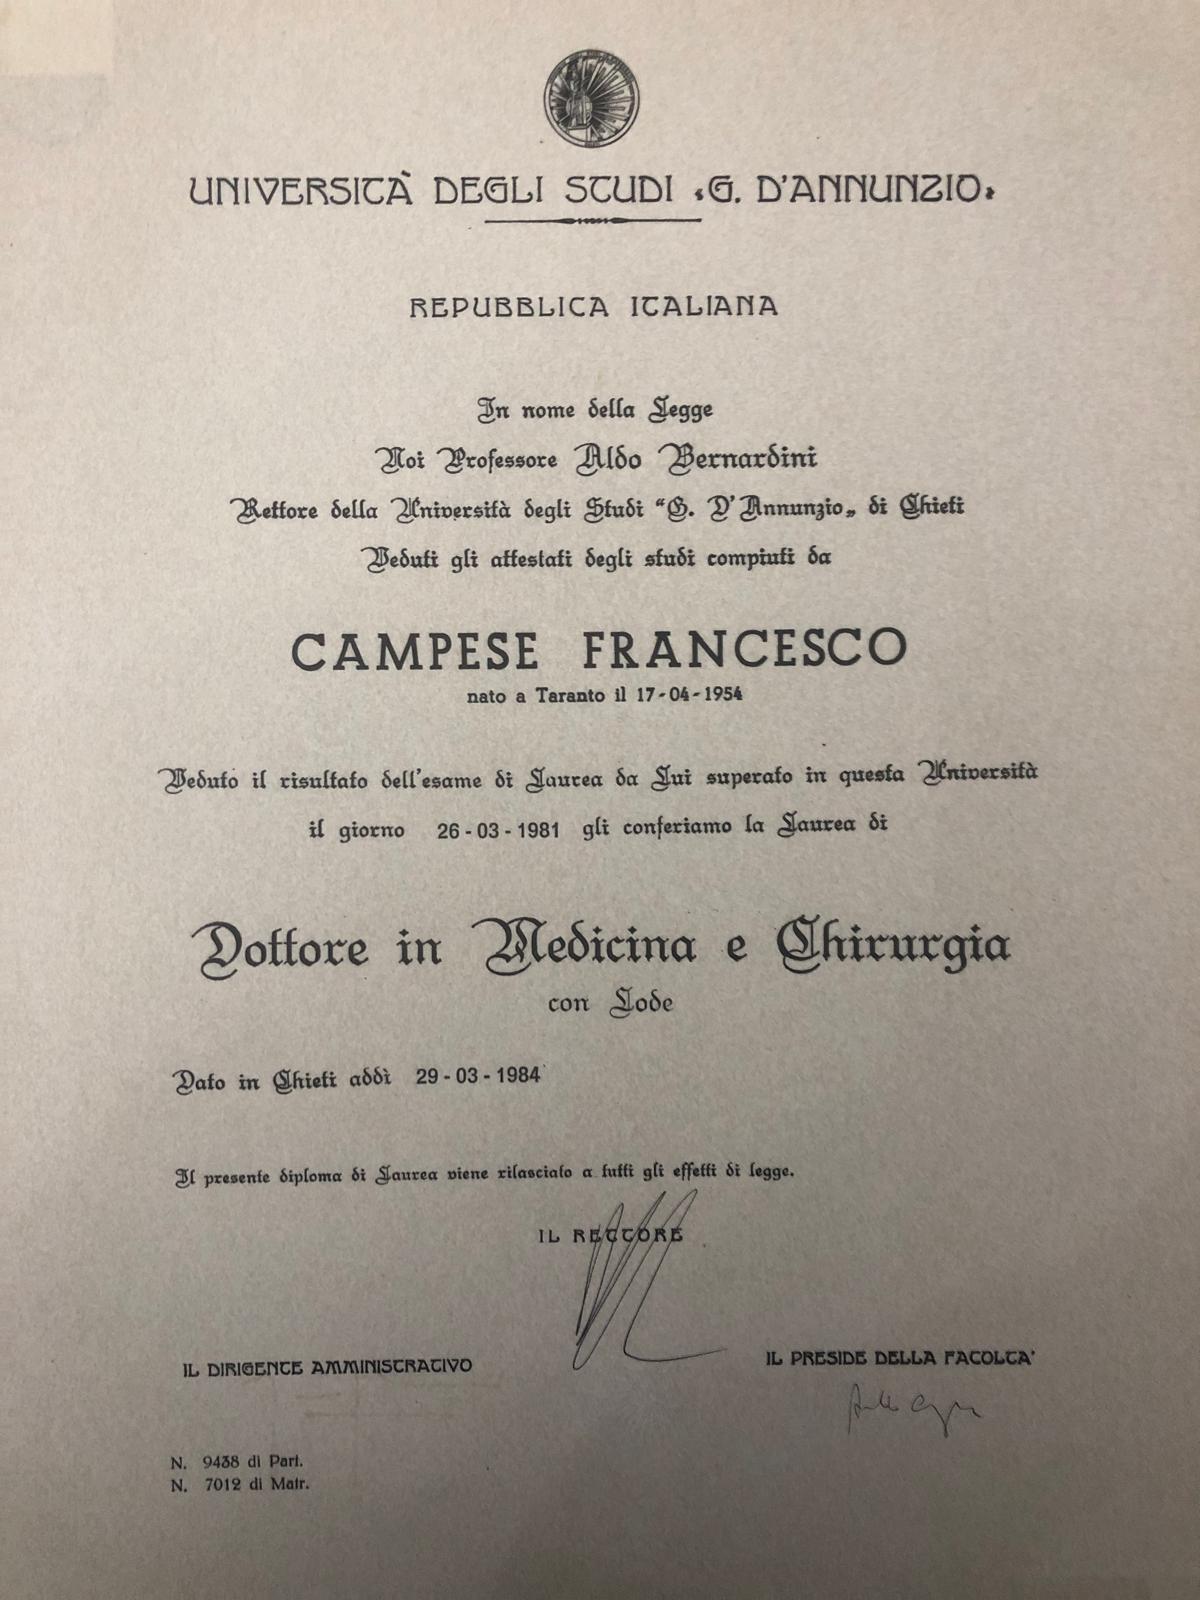 UNIVERSITÀ DEGLI STUDI «G. D'ANNUNZIO»
REPUBBLICA ITALIANA
In nome della Legge
Noi Professore Aldo Bernardini
Rettore della Università degli Studi “G. D'Annunzio„ di Chieti
Veduti gli attestati degli studi compiuti da
CAMPESE FRANCESCO
nato a Taranto il 17-04-1954
Veduto il risultato dell'esame di Laurea da Lui superato in questa Università
il giorno 26-03-1981 gli conferiamo la Laurea di
Dottore in Medicina e Chirurgia
con Lode
Dato in Chieti addì 29-03-1984
Il presente diploma di Laurea viene rilasciato a tutti gli effetti di legge.
IL RETTORE
IL DIRIGENTE AMMINISTRATIVO
IL PRESIDE DELLA FACOLTA'
N. 9438 di Part.
N. 7012 di Matr.